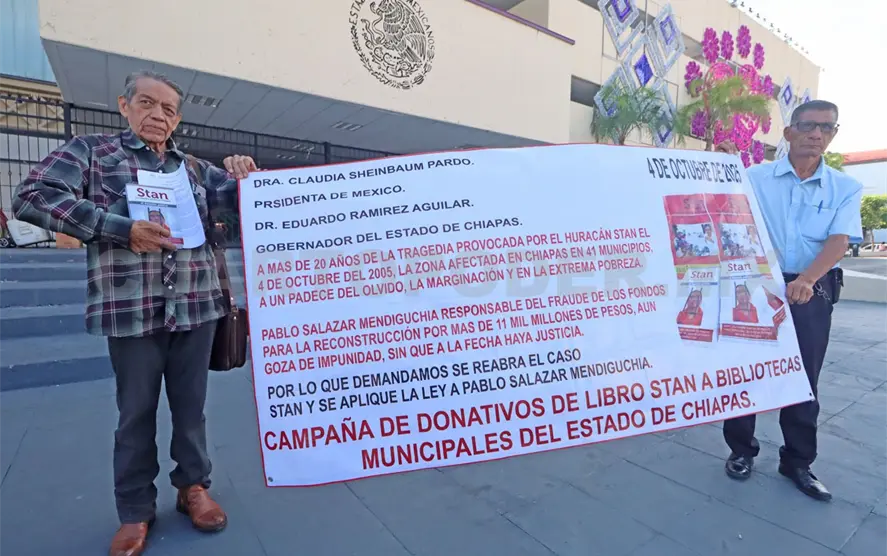 ESTADOS UNIDOS MEXICANOS
DRA. CLAUDIA SHEINBAUM PARDO.
PRSIDENTA DE MEXICO.
DR. EDUARDO RAMIREZ AGUILAR.
GOBERNADOR DEL ESTADO DE CHIAPAS.
4 DE OCTUBRE DE 2025
A MAS DE 20 AÑOS DE LA TRAGEDIA PROVOCADA POR EL HURACÁN STAN EL
4 DE OCTUBRE DEL 2005, LA ZONA AFECTADA EN CHIAPAS EN 41 MUNICIPIOS,
A UN PADECE DEL OLVIDO, LA MARGINACIÓN Y EN LA EXTREMA POBREZA.
PABLO SALAZAR MENDIGUCHIA RESPONSABLE DEL FRAUDE DE LOS FONDOS
PARA LA RECONSTRUCCIÓN POR MAS DE 11 MIL MILLONES DE PESOS, AUN
GOZA DE IMPUNIDAD, SIN QUE A LA FECHA HAYA JUSTICIA.
POR LO QUE DEMANDAMOS SE REABRA EL CASO
STAN Y SE APLIQUE LA LEY A PABLO SALAZAR MENDIGUCHIA.
CAMPAÑA DE DONATIVOS DE LIBRO STAN A BIBLIOTECAS
MUNICIPALES DEL ESTADO DE CHIAPAS.
Stan
Stan
Stan